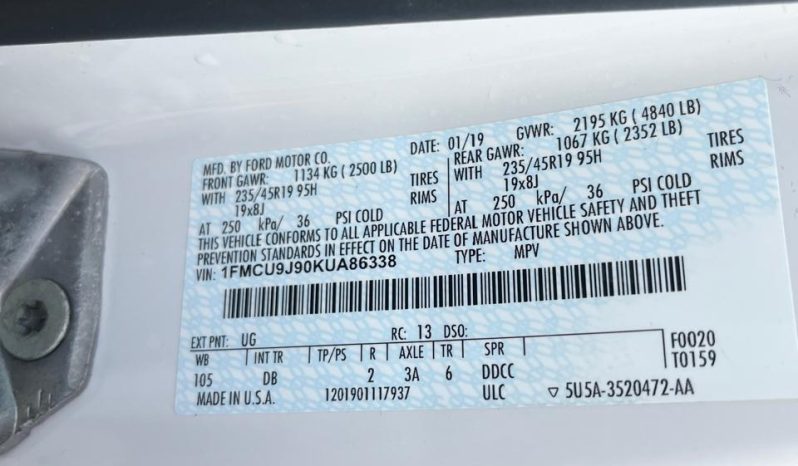 MFD. BY FORD MOTOR CO. DATE: 01/19 GVWR: 2195 KG ( 4840 LB)
FRONT GAWR: 1134 KG ( 2500 LB) REAR GAWR: 1067 KG ( 2352 LB)
WITH 235/45R19 95H TIRES WITH 235/45R19 95H TIRES
19x8J RIMS 19x8J RIMS
AT 250 kPa/ 36 PSI COLD AT 250 kPa/ 36 PSI COLD
THIS VEHICLE CONFORMS TO ALL APPLICABLE FEDERAL MOTOR VEHICLE SAFETY AND THEFT
PREVENTION STANDARDS IN EFFECT ON THE DATE OF MANUFACTURE SHOWN ABOVE.
VIN: 1FMCU9J90KUA86338 TYPE: MPV
EXT PNT: UG RC: 13 DSO: F0020
WB INT TR TP/PS R AXLE TR SPR T0159
105 DB 2 3A 6 DDCC
MADE IN U.S.A. 1201901117937 ULC ▽ 5U5A-3520472-AA